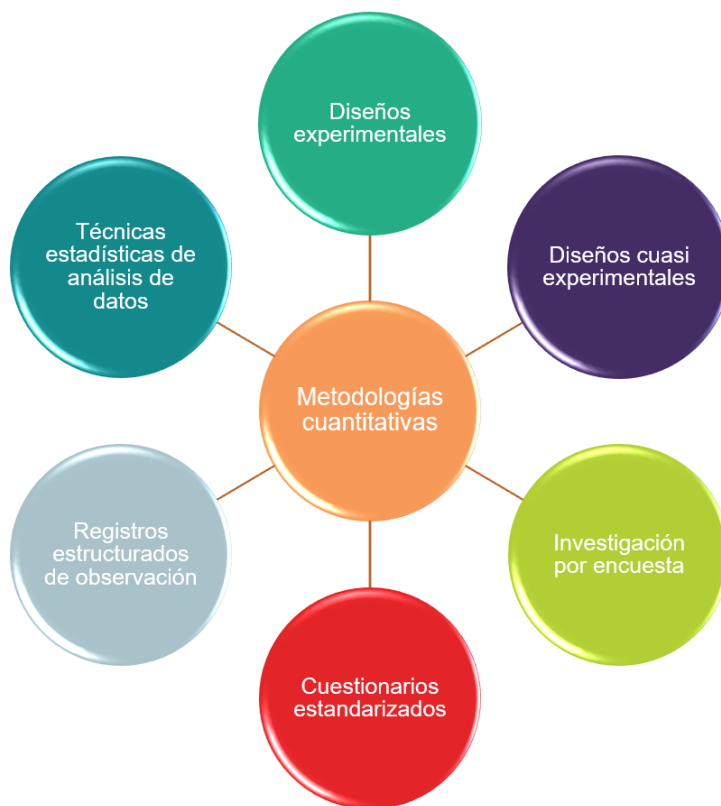 Diseños
experimentales
Técnicas
estadísticas de
análisis de
datos
Diseños cuasi
experimentales
Metodologías
cuantitativas
Registros
estructurados
de observación
Investigación
por encuesta
Cuestionarios
estandarizados